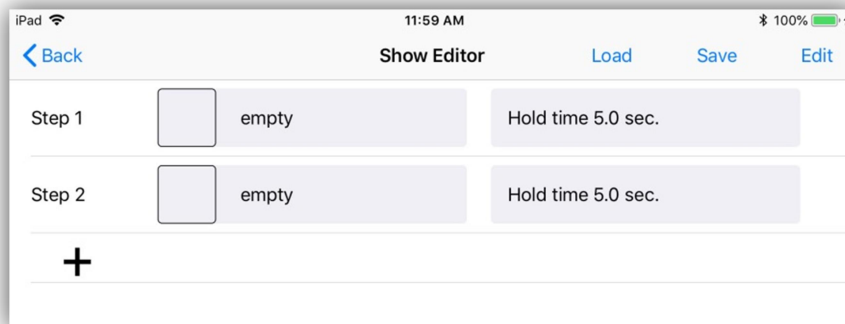 iPad 11:59 AM 100%
Back Show Editor Load Save Edit
Step 1 empty Hold time 5.0 sec.
Step 2 empty Hold time 5.0 sec.
+